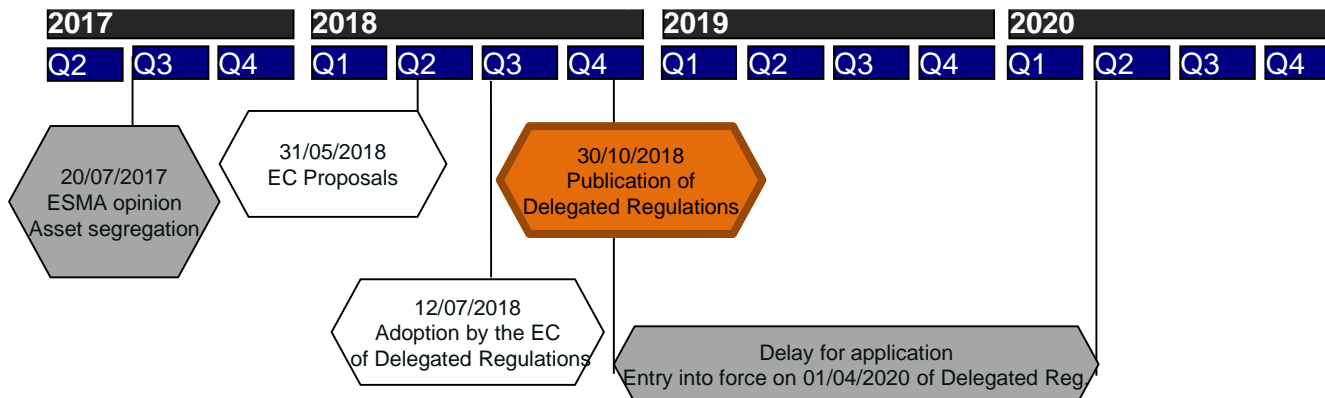 2017 2018 2019 2020
Q2 Q3 Q4 Q1 Q2 Q3 Q4 Q1 Q2 Q3 Q4 Q1 Q2 Q3 Q4
20/07/2017
ESMA opinion
Asset segregation
31/05/2018
EC Proposals
30/10/2018
Publication of
Delegated Regulations
12/07/2018
Adoption by the EC
of Delegated Regulations
Delay for application
Entry into force on 01/04/2020 of Delegated Reg.